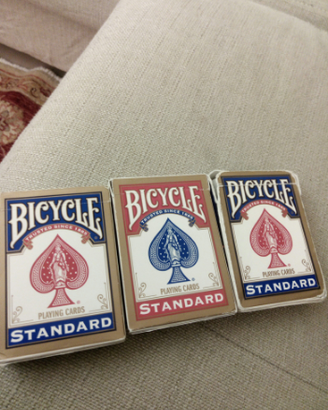 BICYCLE
TRUSTED SINCE 1885
PLAYING CARDS
STANDARD
BICYCLE
TRUSTED SINCE 1885
PLAYING CARDS
STANDARD
BICYCLE
TRUSTED SINCE 1885
PLAYING CARDS
STANDARD